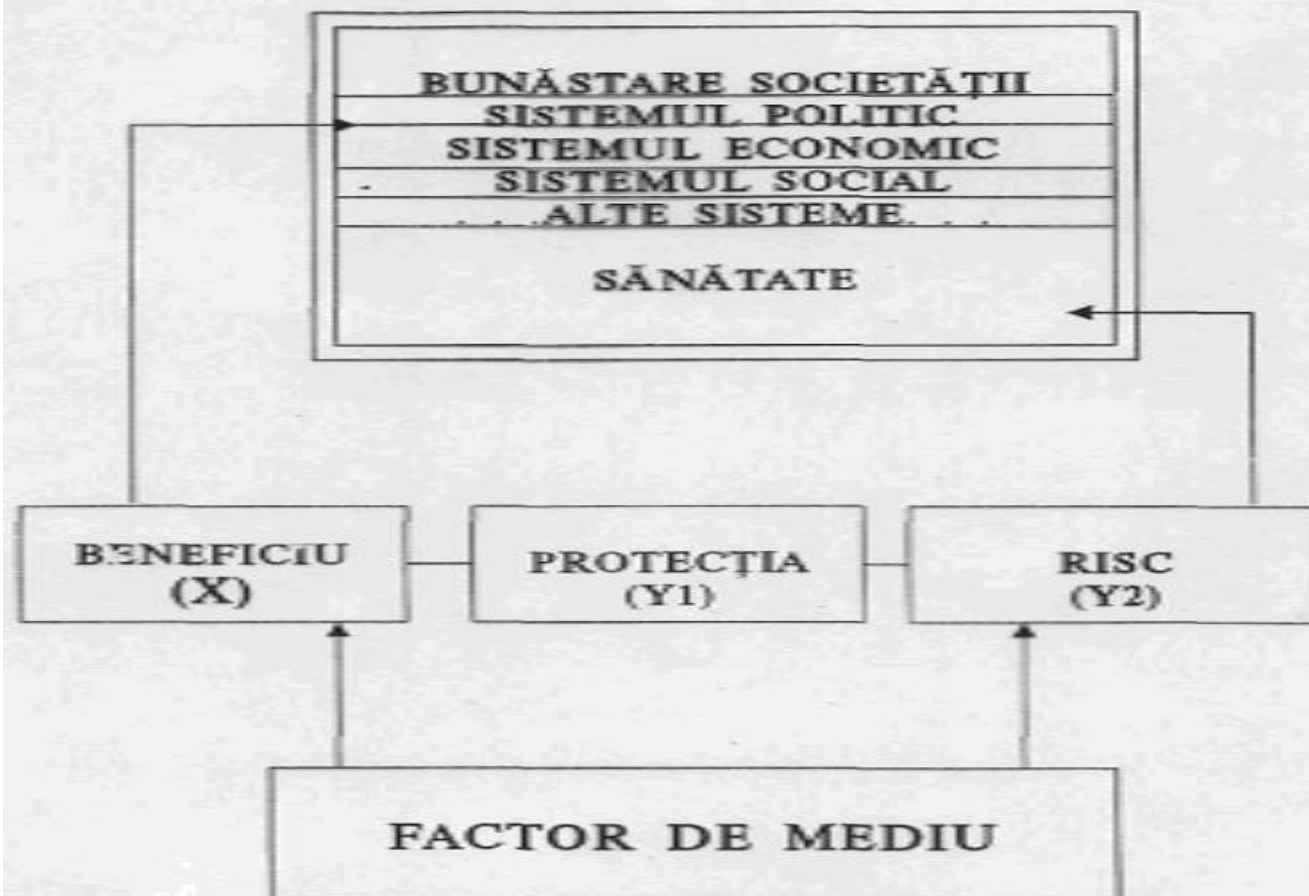 BUNĂSTARE SOCIETĂȚII
SISTEMUL POLITIC
SISTEMUL ECONOMIC
SISTEMUL SOCIAL
. . .ALTE SISTEME. . .
SĂNĂTATE
BENEFICIU
(X)
PROTECȚIA
(Y1)
RISC
(Y2)
FACTOR DE MEDIU